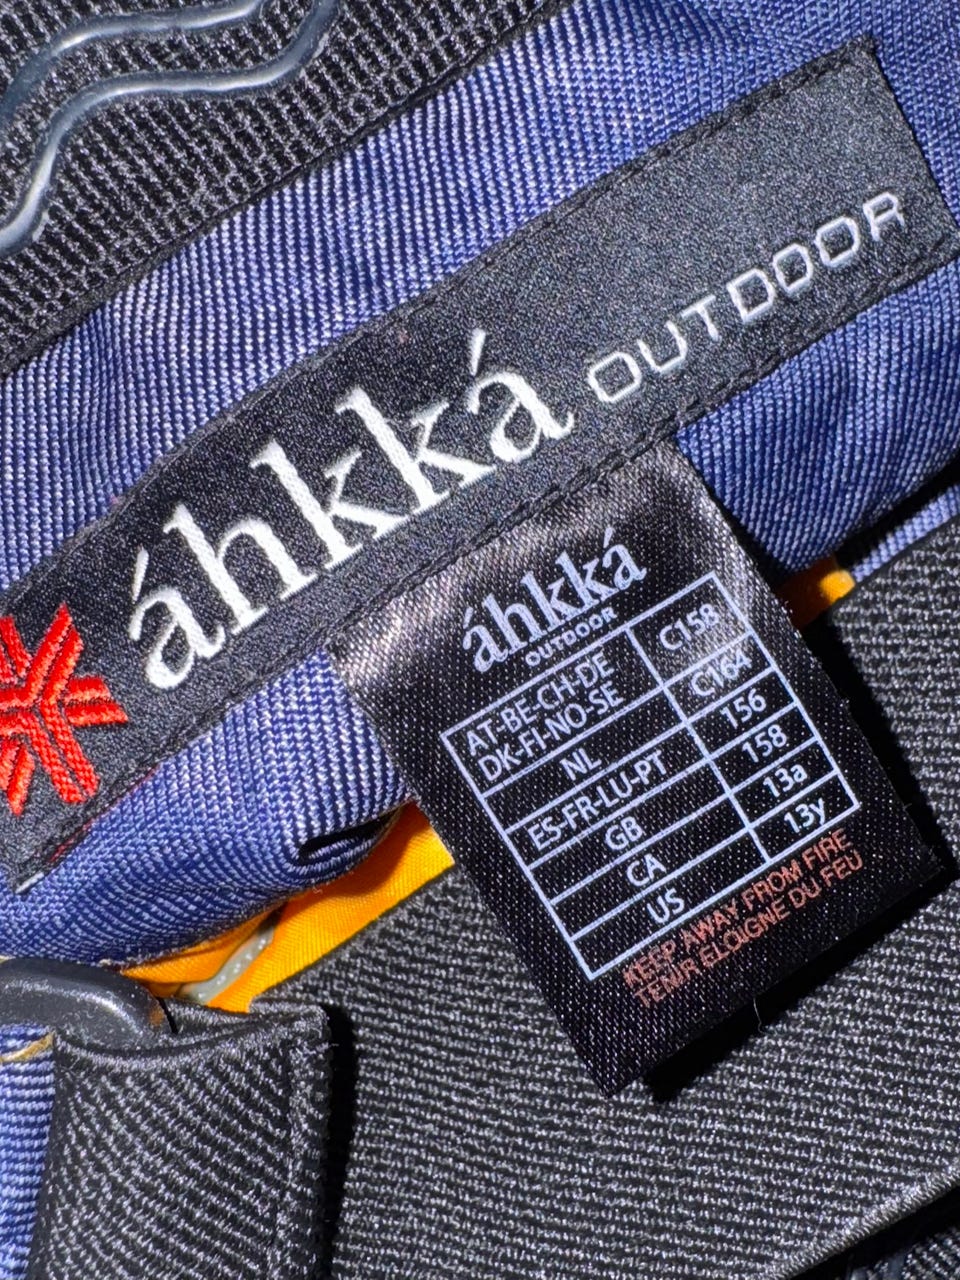 áhkká OUTDOOR
áhkká
OUTDOOR
AT-BE-CH-DE
DK-FI-NO-SE C158
NL C164
ES-FR-LU-PT 156
GB 158
CA 13a
US 13y
KEEP AWAY FROM FIRE
TENIR ELOIGNE DU FEU